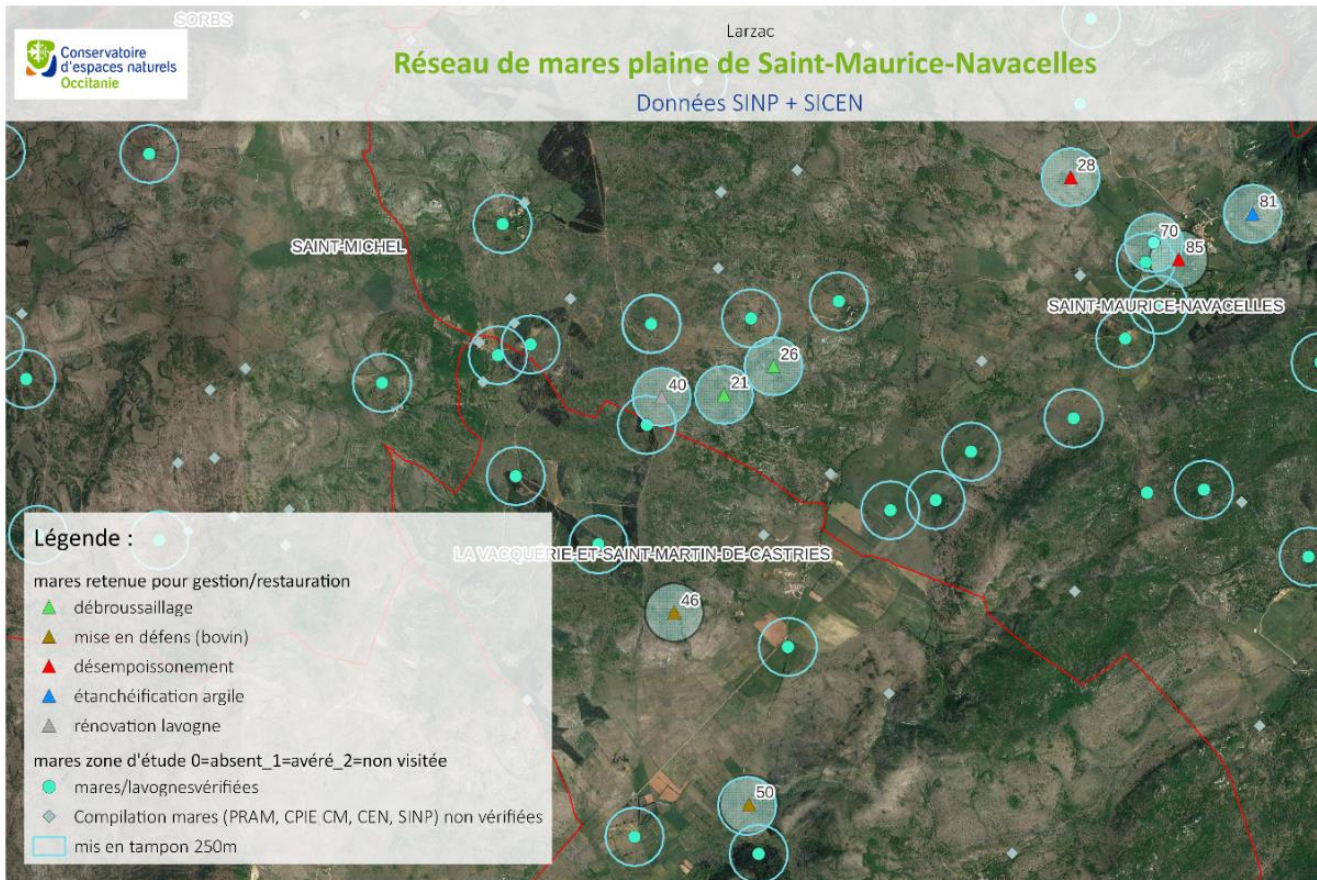 SORBS
Conservatoire
d'espaces naturels
Occitanie
Larzac
Réseau de mares plaine de Saint-Maurice-Navacelles
Données SINP + SICEN
28
81
70
85
SAINT-MICHEL
SAINT-MAURICE-NAVACELLES
26
40
21
LA VACQUERIE-ET-SAINT-MARTIN-DE-CASTRIES
46
50
Légende :
mares retenue pour gestion/restauration
débroussaillage
mise en défens (bovin)
désempoissonement
étanchéification argile
rénovation lavogne
mares zone d'étude 0=absent_1=avéré_2=non visitée
mares/lavognesvérifiées
Compilation mares (PRAM, CPIE CM, CEN, SINP) non vérifiées
mis en tampon 250m